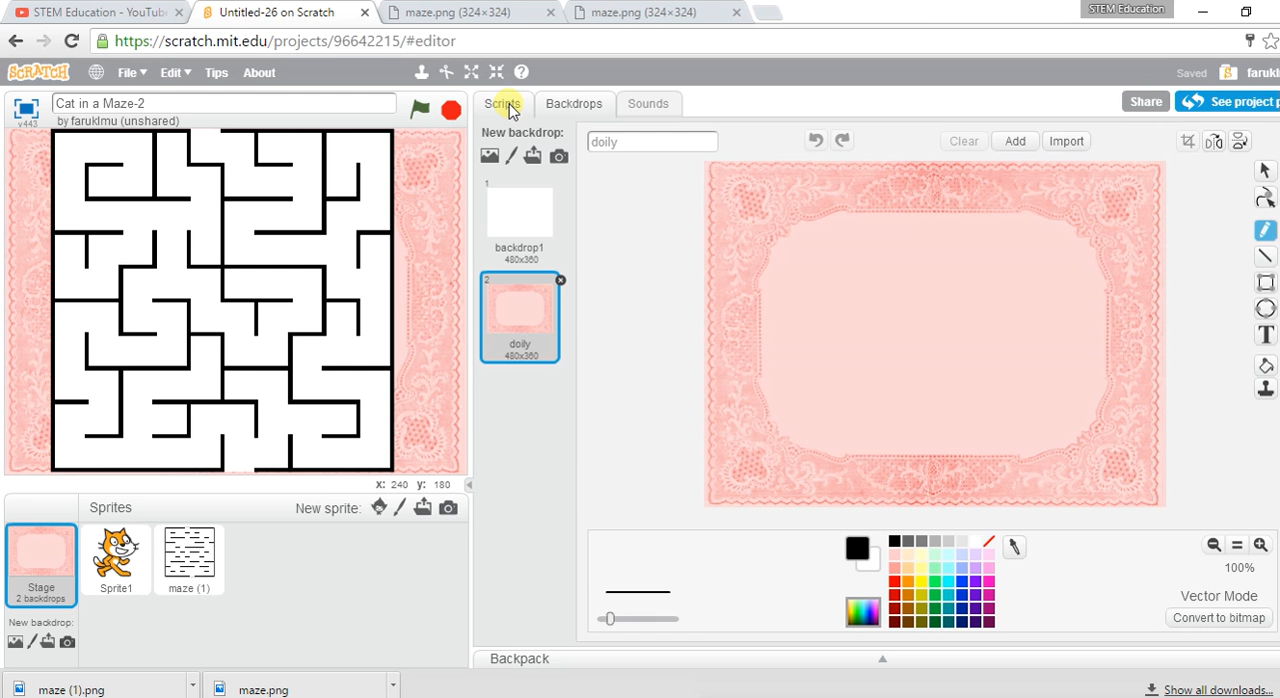 STEM Education - YouTub
Untitled-26 on Scratch
maze.png (324×324)
maze.png (324×324)
STEM Education
https://scratch.mit.edu/projects/96642215/#editor
SCRATCH
File
Edit
Tips
About
Saved
farukl
Cat in a Maze-2
by faruklmu (unshared)
v443
Scripts
Backdrops
Sounds
Share
See project p
New backdrop:
doily
Clear
Add
Import
1
backdrop1
480x360
2
doily
480x360
x: 240 y: 180
Sprites
New sprite:
Stage
2 backdrops
Sprite1
maze (1)
New backdrop:
100%
Vector Mode
Convert to bitmap
Backpack
maze (1).png
maze.png
Show all downloads...